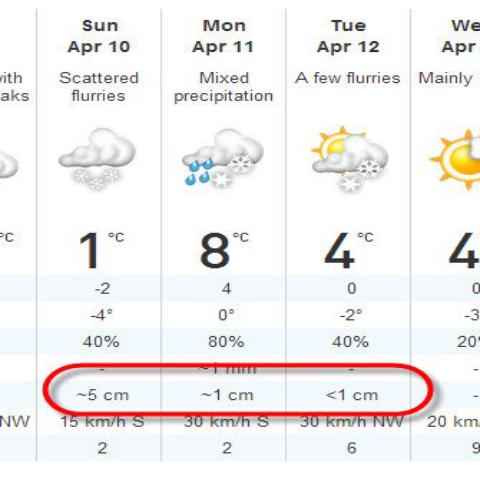 with
eaks
°C
NW
Sun
Apr 10
Scattered
flurries
1 °C
-2
-4°
40%
-
~5 cm
15 km/h S
2
Mon
Apr 11
Mixed
precipitation
8 °C
4
0°
80%
~1 mm
~1 cm
30 km/h S
2
Tue
Apr 12
A few flurries
4 °C
0
-2°
40%
-
<1 cm
30 km/h NW
6
We
Apr
Mainly
4
0
-3
20
-
-
20 km/
9